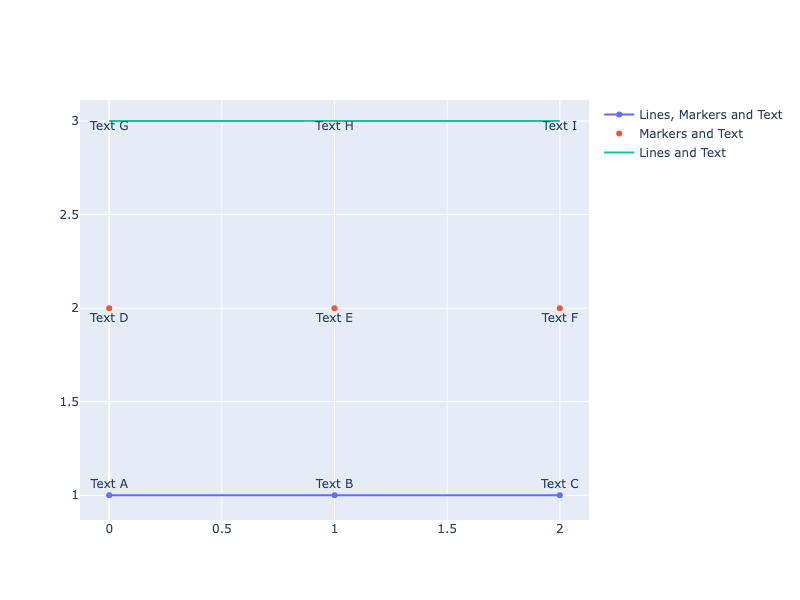 Lines, Markers and Text
Markers and Text
Lines and Text
3
Text G Text H Text I
2.5
2
Text D Text E Text F
1.5
Text A Text B Text C
1
0 0.5 1 1.5 2